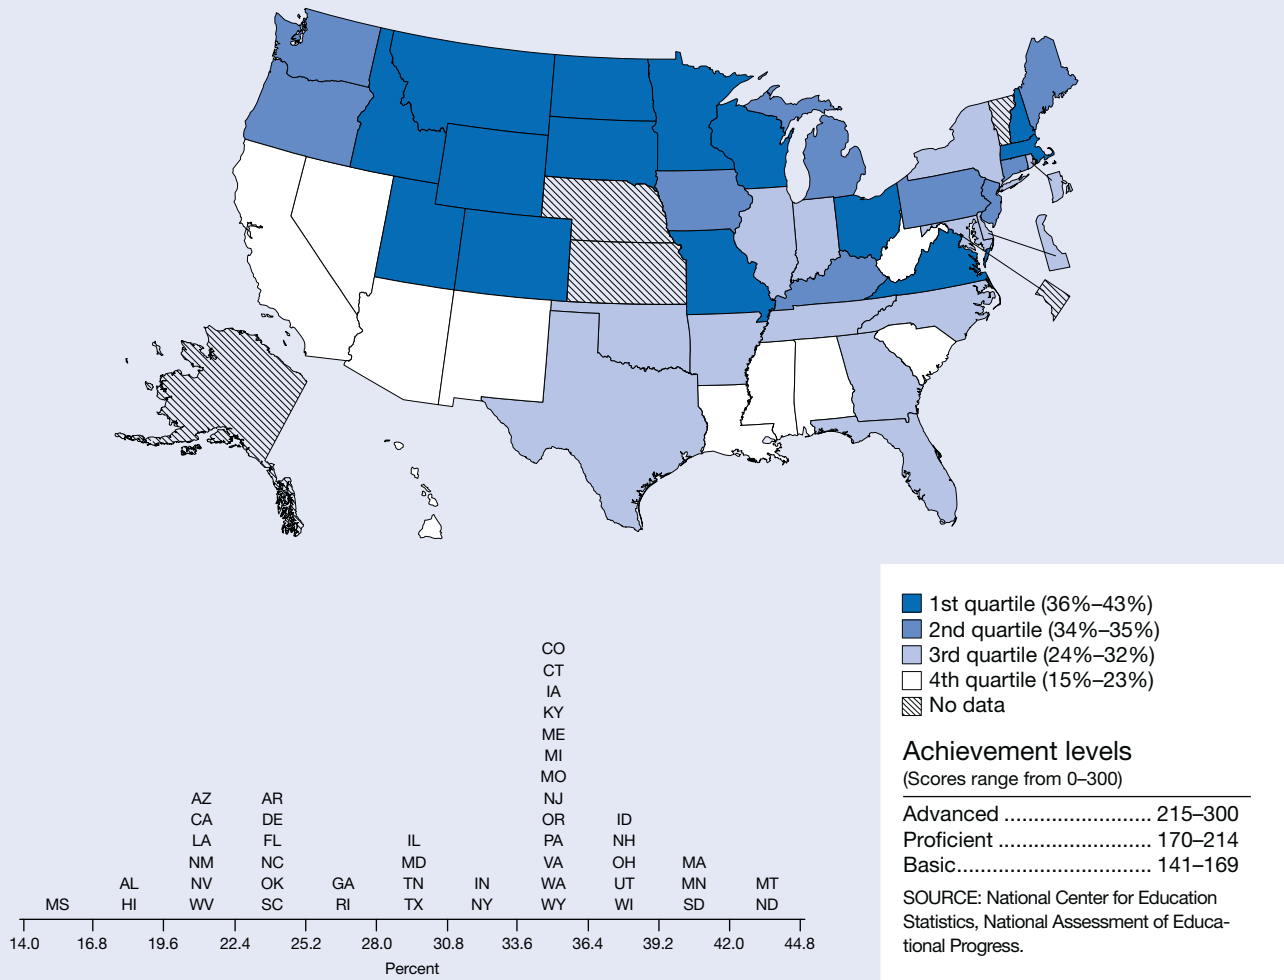 1st quartile (36%–43%)
2nd quartile (34%–35%)
3rd quartile (24%–32%)
4th quartile (15%–23%)
No data
Achievement levels
(Scores range from 0–300)
Advanced ........................... 215–300
Proficient ............................ 170–214
Basic................................... 141–169
SOURCE: National Center for Education
Statistics, National Assessment of Educa-
tional Progress.
CO
CT
IA
KY
ME
MI
MO
AZ AR NJ
CA DE OR ID
LA FL IL PA NH
NM NC MD VA OH MA
AL NV OK GA TN IN WA UT MN MT
MS HI WV SC RI TX NY WY WI SD ND
14.0 16.8 19.6 22.4 25.2 28.0 30.8 33.6 36.4 39.2 42.0 44.8
Percent